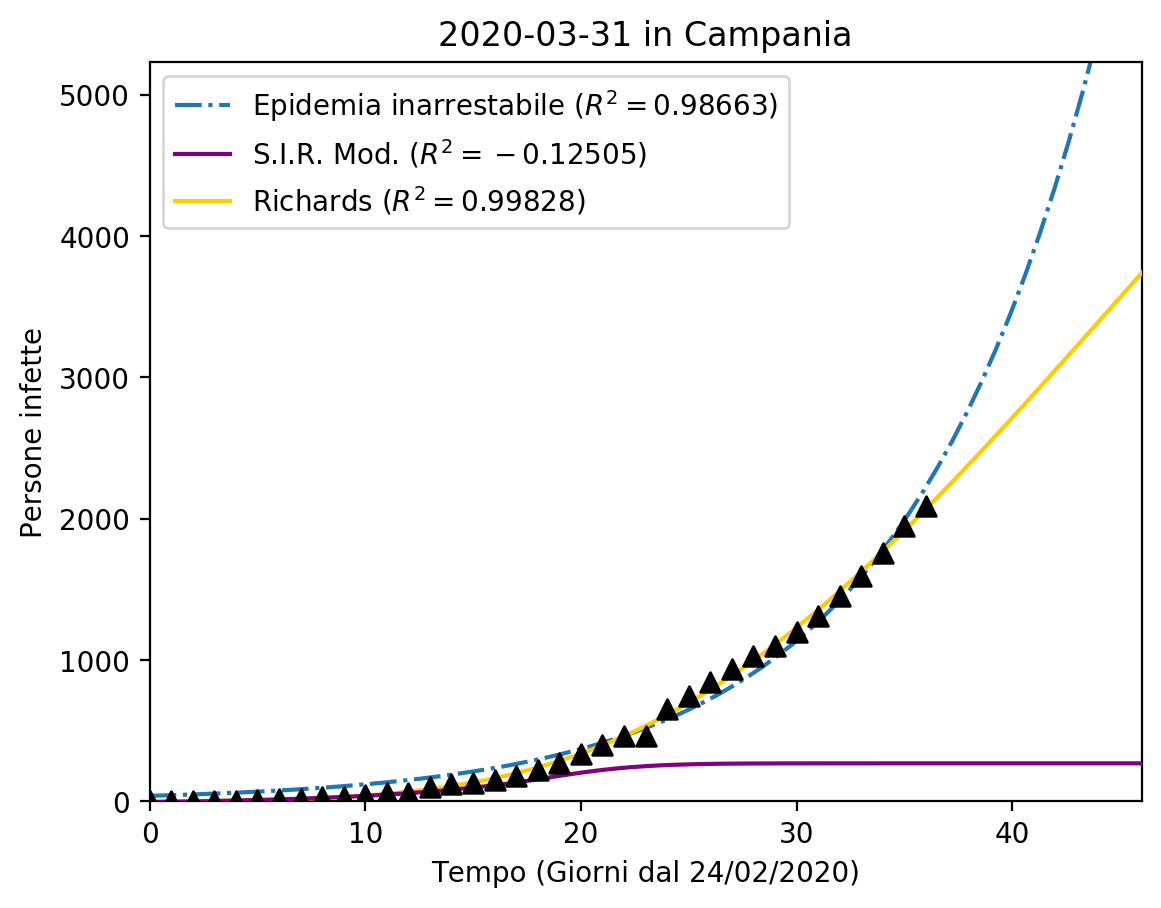 2020-03-31 in Campania
Epidemia inarrestabile (R² = 0.98663)
S.I.R. Mod. (R² = −0.12505)
Richards (R² = 0.99828)
Persone infette
5000
4000
3000
2000
1000
0
0 10 20 30 40
Tempo (Giorni dal 24/02/2020)